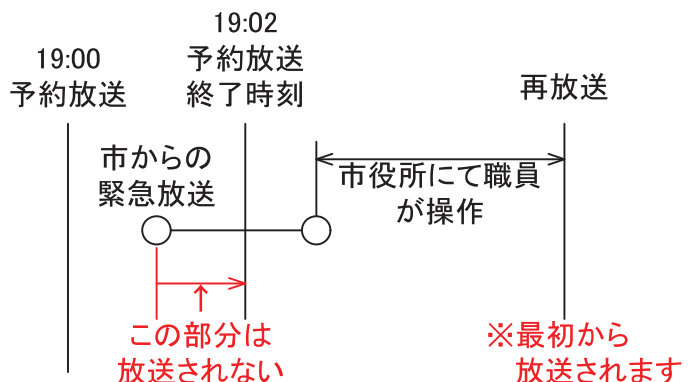 19:00
予約放送
19:02
予約放送
終了時刻
再放送
市からの
緊急放送
市役所にて職員
が操作
この部分は
放送されない
※最初から
放送されます